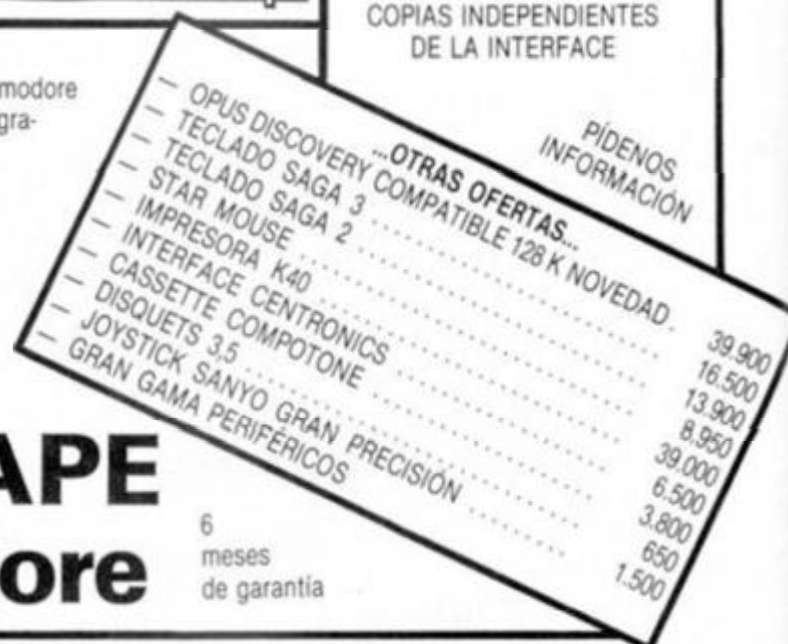 COPIAS INDEPENDIENTES
DE LA INTERFACE
PÍDENOS
INFORMACIÓN
modore
gra-
...OTRAS OFERTAS...
— OPUS DISCOVERY COMPATIBLE 128 K NOVEDAD . 39.900
— TECLADO SAGA 3 .......... 16.500
— TECLADO SAGA 2 .......... 13.900
— STAR MOUSE .......... 8.950
— IMPRESORA K40 .......... 39.000
— INTERFACE CENTRONICS .......... 6.500
— CASSETTE COMPOTONE .......... 3.800
— DISQUETS 3.5 .......... 650
— JOYSTICK SANYO GRAN PRECISIÓN .......... 1.500
— GRAN GAMA PERIFÉRICOS
APE
ore
6
meses
de garantía